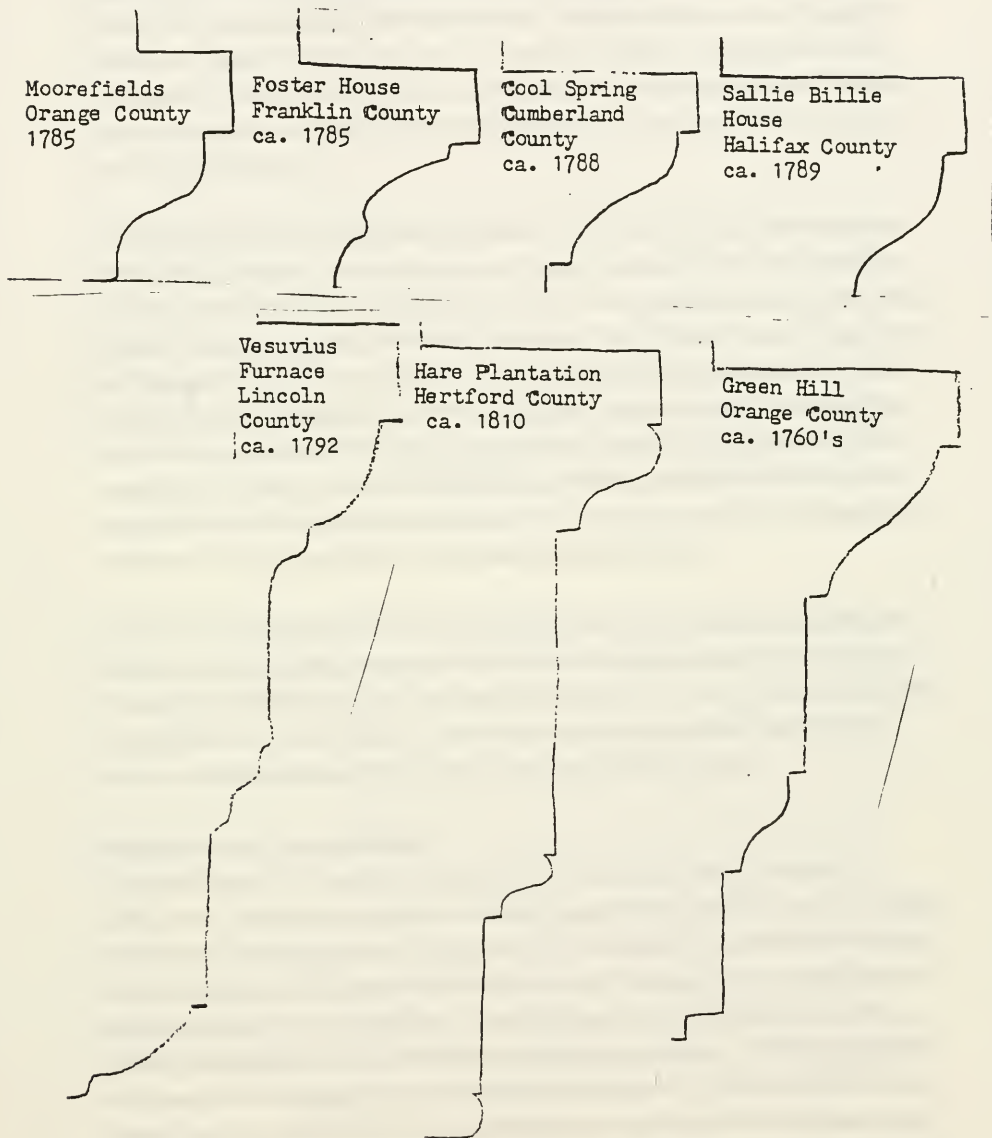 Moorefields
Orange County
1785
Foster House
Franklin County
ca. 1785
Cool Spring
Cumberland
County
ca. 1788
Sallie Billie
House
Halifax County
ca. 1789
Vesuvius
Furnace
Lincoln
County
ca. 1792
Hare Plantation
Hertford County
ca. 1810
Green Hill
Orange County
ca. 1760's